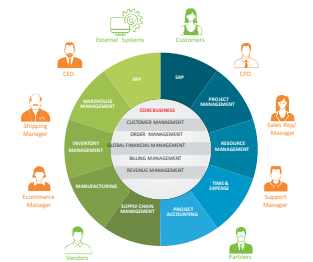 External Systems
Customers
CEO
CFO
ERP
SRP
WAREHOUSE
MANAGEMENT
PROJECT
MANAGEMENT
CORE BUSINESS
CUSTOMER MANAEMENT
ORDER MANAGEMENT
GLOBAL FINANCIAL MANAGEMENT
BILLING MANAGEMENT
REVENUE MANAGEMENT
Shipping
Manager
Sales Rep/
Manager
INVENTORY
MANAGEMENT
RESOURCE
MANAGEMENT
MANUFACTURING
TIME &
EXPENSE
Ecommerce
Manager
Support
Manager
SUPPLY CHAIN
MANAGEMENT
PROJECT
ACCOUNTING
Vendors
Partners